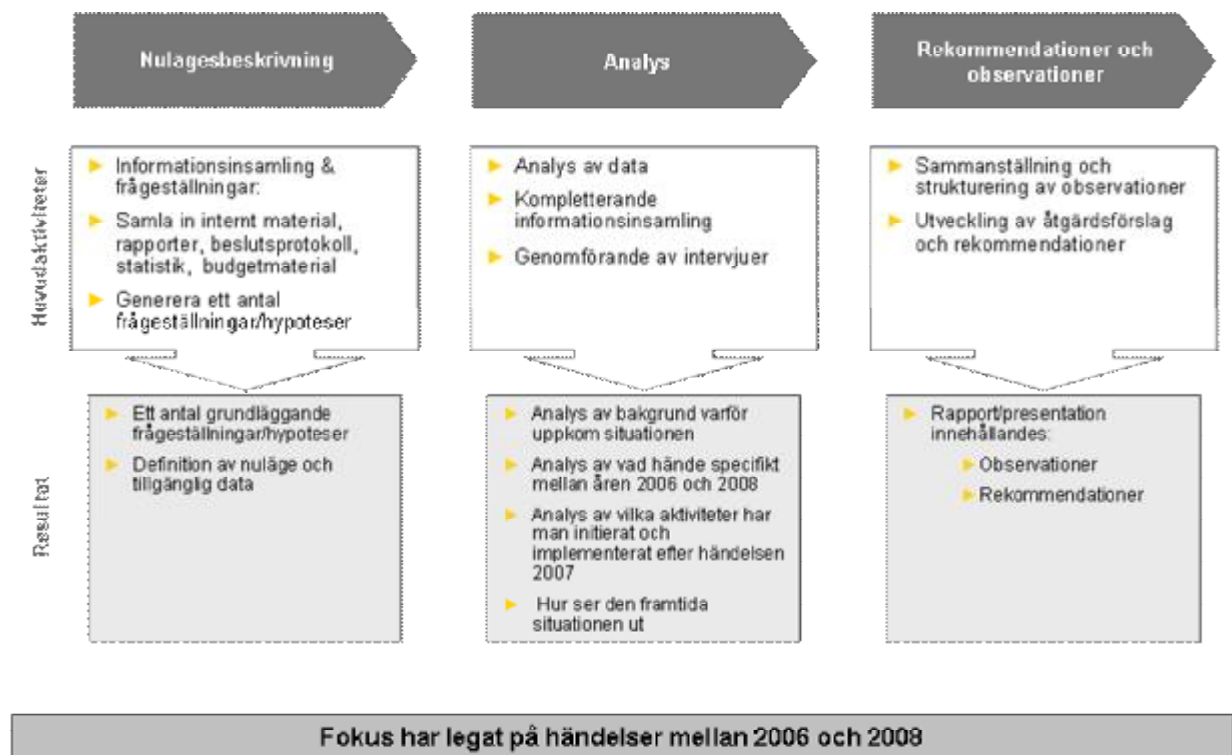 Nulagesbeskrivning
Analys
Rekommendationer och
observationer
Huvudaktiviteter
Informationsinsamling &
frågeställningar:
Samla in internt material,
rapporter, beslutsprotokoll,
statistik, budgetmaterial
Generera ett antal
frågeställningar/hypoteser
Analys av data
Kompletterande
informationsinsamling
Genomförande av intervjuer
Sammanställning och
strukturering av observationer
Utveckling av åtgärdsförslag
och rekommendationer
Resultat
Ett antal grundläggande
frågeställningar/hypoteser
Definition av nuläge och
tillgänglig data
Analys av bakgrund varför
uppkom situationen
Analys av vad hände specifikt
mellan åren 2006 och 2008
Analys av vilka aktiviteter har
man initierat och
implementerat efter händelsen
2007
Hur ser den framtida
situationen ut
Rapport/presentation
innehållandes:
Observationer
Rekommendationer
Fokus har legat på händelser mellan 2006 och 2008